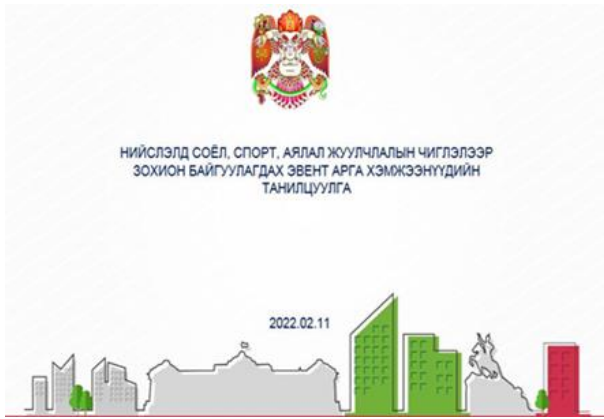 НИЙСЛЭЛД СОЁЛ, СПОРТ, АЯЛАЛ ЖУУЛЧЛАЛЫН ЧИГЛЭЛЭЭР
ЗОХИОН БАЙГУУЛАГДАХ ЭВЕНТ АРГА ХЭМЖЭЭНҮҮДИЙН
ТАНИЛЦУУЛГА
2022.02.11